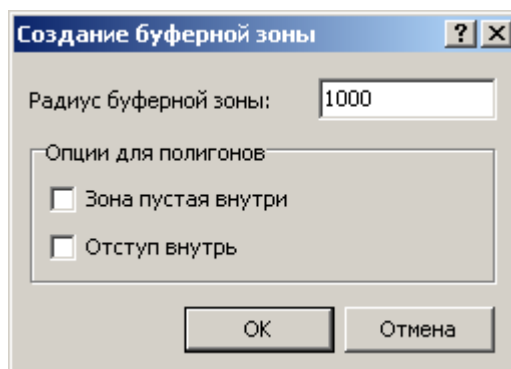 Создание буферной зоны
Радиус буферной зоны: 1000
Опции для полигонов
Зона пустая внутри
Отступ внутрь
OK Отмена